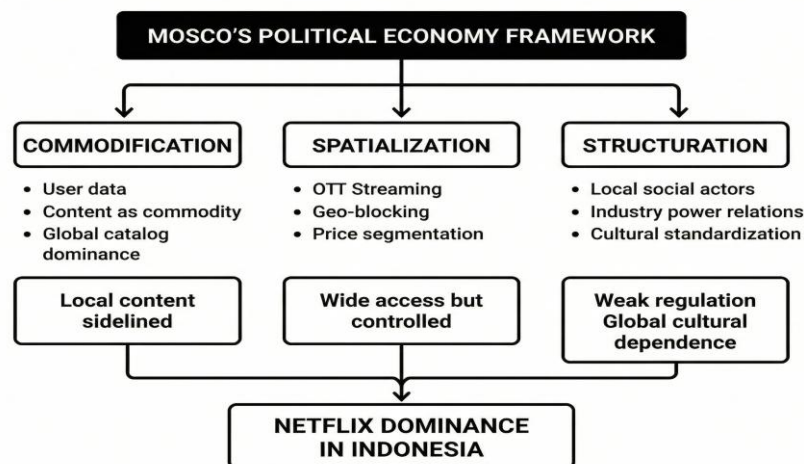 MOSCO'S POLITICAL ECONOMY FRAMEWORK
COMMODIFICATION
• User data
• Content as commodity
• Global catalog
dominance
Local content
sidelined
SPATIALIZATION
• OTT Streaming
• Geo-blocking
• Price segmentation
Wide access but
controlled
STRUCTURATION
• Local social actors
• Industry power relations
• Cultural standardization
Weak regulation
Global cultural
dependence
NETFLIX DOMINANCE
IN INDONESIA